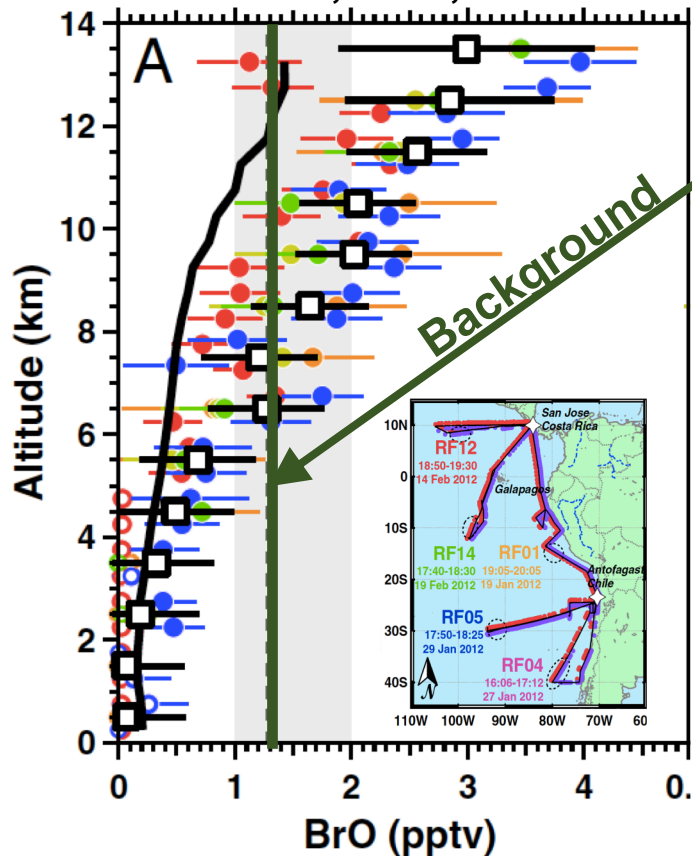 A
14
12
10
8
6
4
2
0
Altitude (km)
0
1
2
3
4
0.
BrO (pptv)
Background
San Jose
Costa Rica
10N
RF12
18:50-19:30
14 Feb 2012
0
Galapagos
10S
RF14
17:40-18:30
19 Feb 2012
RF01
19:05-20:05
19 Jan 2012
Antofagast
Chile
20S
RF05
17:50-18:25
29 Jan 2012
30S
RF04
16:06-17:12
27 Jan 2012
40S
N
110W
100W
90W
80W
70W
60